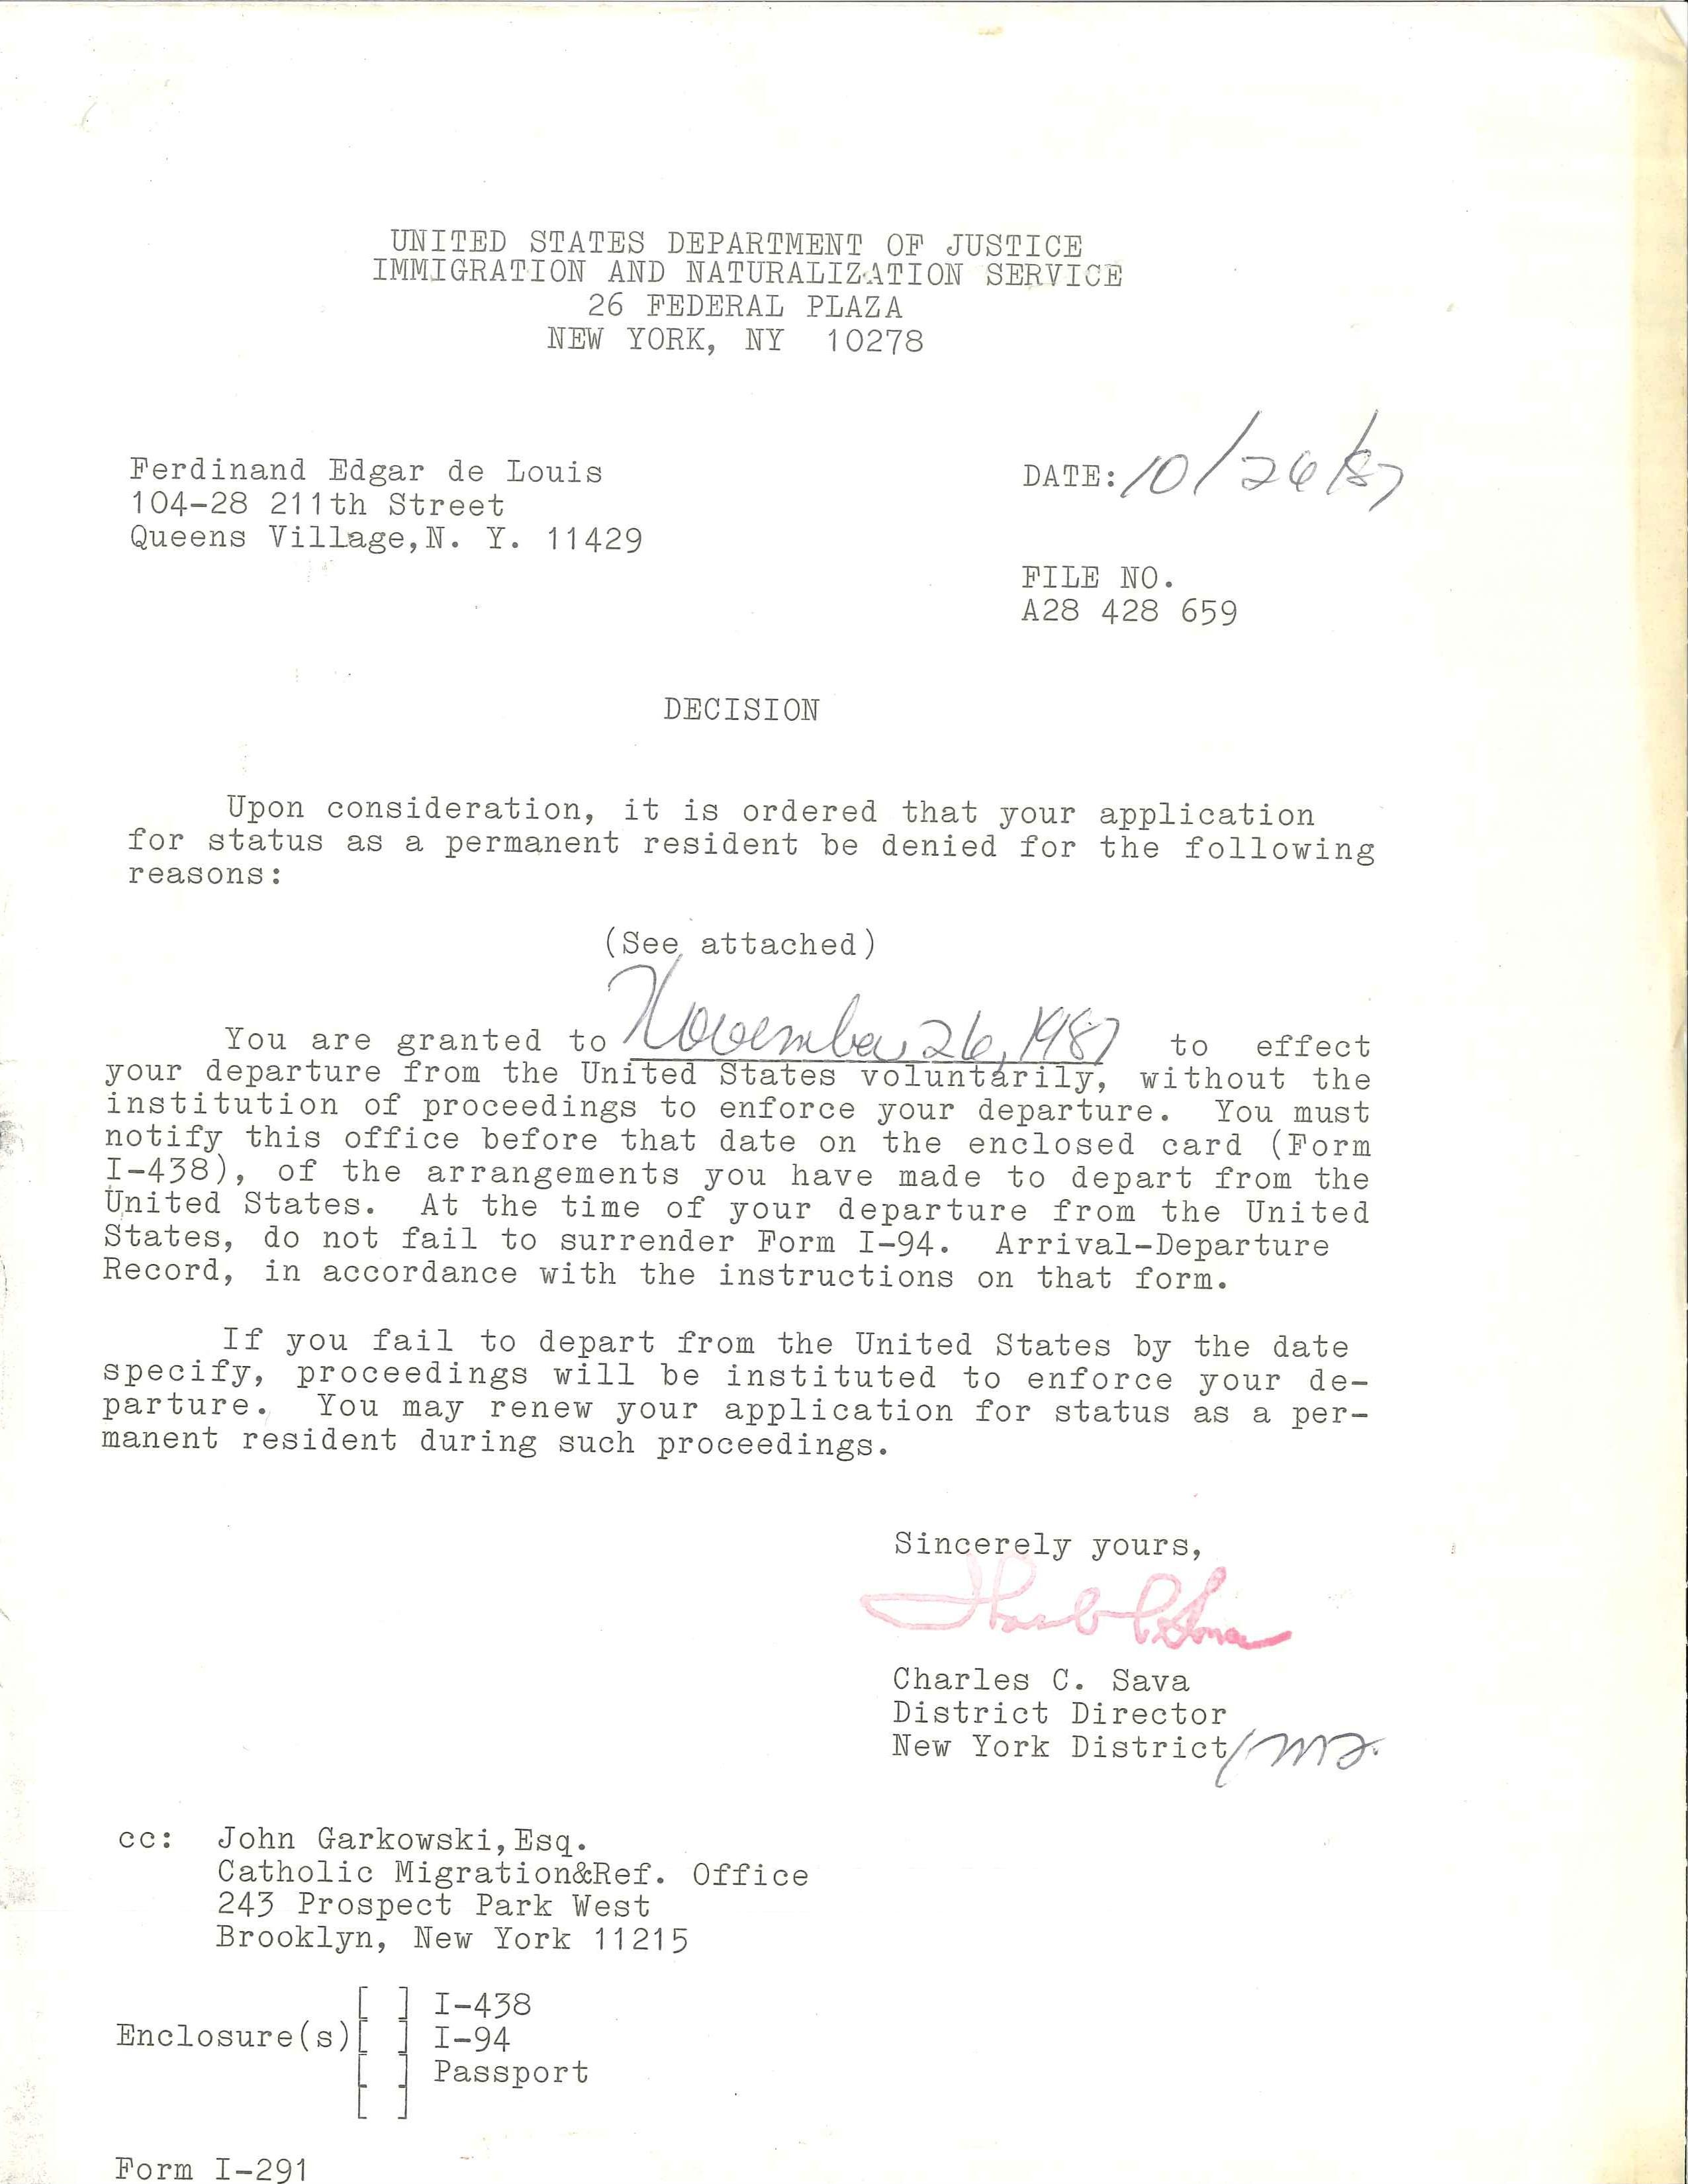 UNITED STATES DEPARTMENT OF JUSTICE
IMMIGRATION AND NATURALIZATION SERVICE
26 FEDERAL PLAZA
NEW YORK, NY 10278
Ferdinand Edgar de Louis
104-28 211th Street
Queens Village,N. Y. 11429
DATE: 10/26/87
FILE NO.
A28 428 659
DECISION
Upon consideration, it is ordered that your application
for status as a permanent resident be denied for the following
reasons:
(See attached)
You are granted to November 26, 1987 to effect
your departure from the United States voluntarily, without the
institution of proceedings to enforce your departure. You must
notify this office before that date on the enclosed card (Form
I-438), of the arrangements you have made to depart from the
United States. At the time of your departure from the United
States, do not fail to surrender Form I-94. Arrival-Departure
Record, in accordance with the instructions on that form.
If you fail to depart from the United States by the date
specify, proceedings will be instituted to enforce your de-
parture. You may renew your application for status as a per-
manent resident during such proceedings.
Sincerely yours,
Charles C. Sava
District Director
New York District
cc: John Garkowski,Esq.
Catholic Migration&Ref. Office
243 Prospect Park West
Brooklyn, New York 11215
[ ] I-438
Enclosure(s)[ ] I-94
[ ] Passport
[ ]
Form I-291